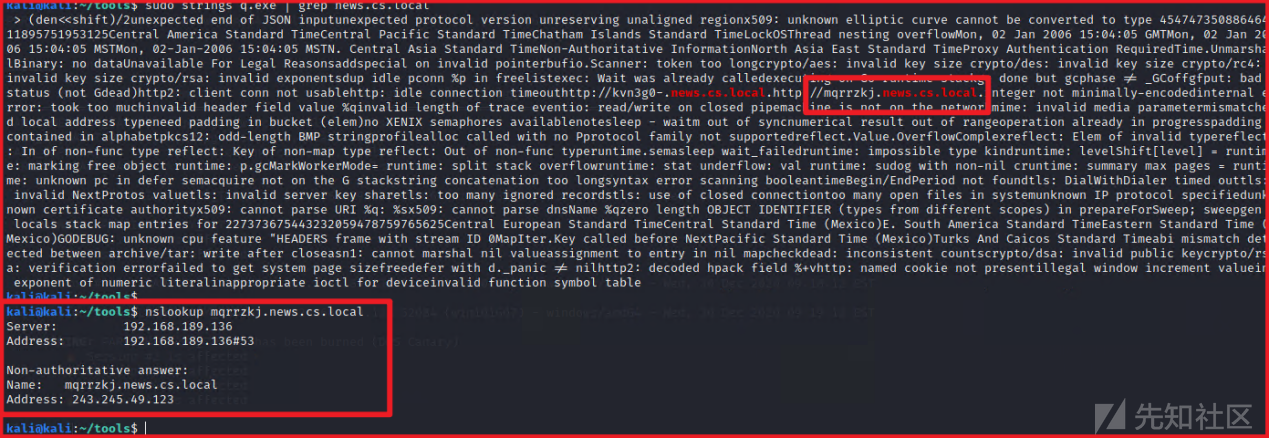 kali@kali:~/tools$ sudo strings q.exe | grep news.cs.local
> (den<<shift)/2unexpected end of JSON inputunexpected protocol version unreserving unaligned regionx509: unknown elliptic curve cannot be converted to type 454747350886464
118957519531​25Central America Standard TimeCentral Pacific Standard TimeChatham Islands Standard TimeLockOSThread nesting overflowMon, 02 Jan 2006 15:04:05 GMTMon, 02 Jan 20
06 15:04:05 MSTMon, 02-Jan-2006 15:04:05 MSTN. Central Asia Standard TimeNon-Authoritative InformationNorth Asia East Standard TimeProxy Authentication RequiredTime.Unmarsha
lBinary: no dataUnavailable For Legal Reasonsaddspecial on invalid pointerbufio.Scanner: token too longcrypto/aes: invalid key size crypto/des: invalid key size crypto/rc4:
invalid key size crypto/rsa: invalid exponentsdup idle pconn %p in freelistexec: Wait was already calledexecuting on Go runtime stackg done but gcphase ≠ _GCoffgfput: bad
status (not Gdead)http2: client conn not usablehttp: idle connection timeouthttp://kvn3g0-.news.cs.local.http://mqrrzkj.news.cs.local.integer not minimally-encodedinternal e
rror: took too muchinvalid header field value %qinvalid length of trace eventio: read/write on closed pipemachine is not on the networmime: invalid media parametermismatche
d local address typeneed padding in bucket (elem)no XENIX semaphores availablenotesleep - waitm out of syncnumerical result out of rangeoperation already in progresspadding
contained in alphabetpkcs12: odd-length BMP stringprofilealloc called with no Pprotocol family not supportedreflect.Value.OverflowComplexreflect: Elem of invalid typereflect
: In of non-func type reflect: Key of non-map type reflect: Out of non-func typeruntime.semasleep wait_failedruntime: impossible type kindruntime: levelShift[level] = runtim
e: marking free object runtime: p.gcMarkWorkerMode= runtime: split stack overflowruntime: stat underflow: val runtime: sudog with non-nil cruntime: summary max pages = runti
me: unknown pc in defer semacquire not on the G stackstring concatenation too longsyntax error scanning booleantimeBegin/EndPeriod not foundtls: DialWithDialer timed outtls:
invalid NextProtos valuetls: invalid server key sharetls: too many ignored recordstls: use of closed connectiontoo many open files in systemunknown IP protocol specifiedunk
nown certificate authorityx509: cannot parse URI %q: %sx509: cannot parse dnsName %qzero length OBJECT IDENTIFIER (types from different scopes) in prepareForSweep; sweepgen
locals stack map entries for 227373675443232059478759765625Central European Standard TimeCentral Standard Time (Mexico)E. South America Standard TimeEastern Standard Time (
Mexico)GODEBUG: unknown cpu feature "HEADERS frame with stream ID 0MapIter.Key called before NextPacific Standard Time (Mexico)Turks And Caicos Standard Timeabi mismatch det
ected between archive/tar: write after closeasn1: cannot marshal nil valueassignment to entry in nil mapcheckdead: inconsistent countscrypto/dsa: invalid public keycrypto/rs
a: verification errorfailed to get system page sizefreedefer with d._panic ≠ nilhttp2: decoded hpack field %+vhttp: named cookie not presentillegal window increment valuein
exponent of numeric literalinappropriate ioctl for deviceinvalid function symbol table
kali@kali:~/tools$
kali@kali:~/tools$ nslookup mqrrzkj.news.cs.local
Server: 192.168.189.136
Address: 192.168.189.136#53
Non-authoritative answer:
Name: mqrrzkj.news.cs.local
Address: 243.245.49.123
kali@kali:~/tools$
先知社区